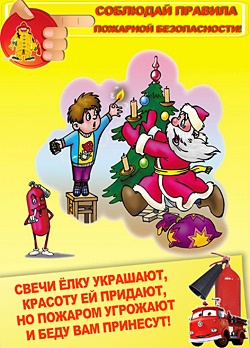 СОБЛЮДАЙ ПРАВИЛА
ПОЖАРНОЙ БЕЗОПАСНОСТИ!
СВЕЧИ ЁЛКУ УКРАШАЮТ,
КРАСОТУ ЕЙ ПРИДАЮТ,
НО ПОЖАРОМ УГРОЖАЮТ
И БЕДУ ВАМ ПРИНЕСУТ!